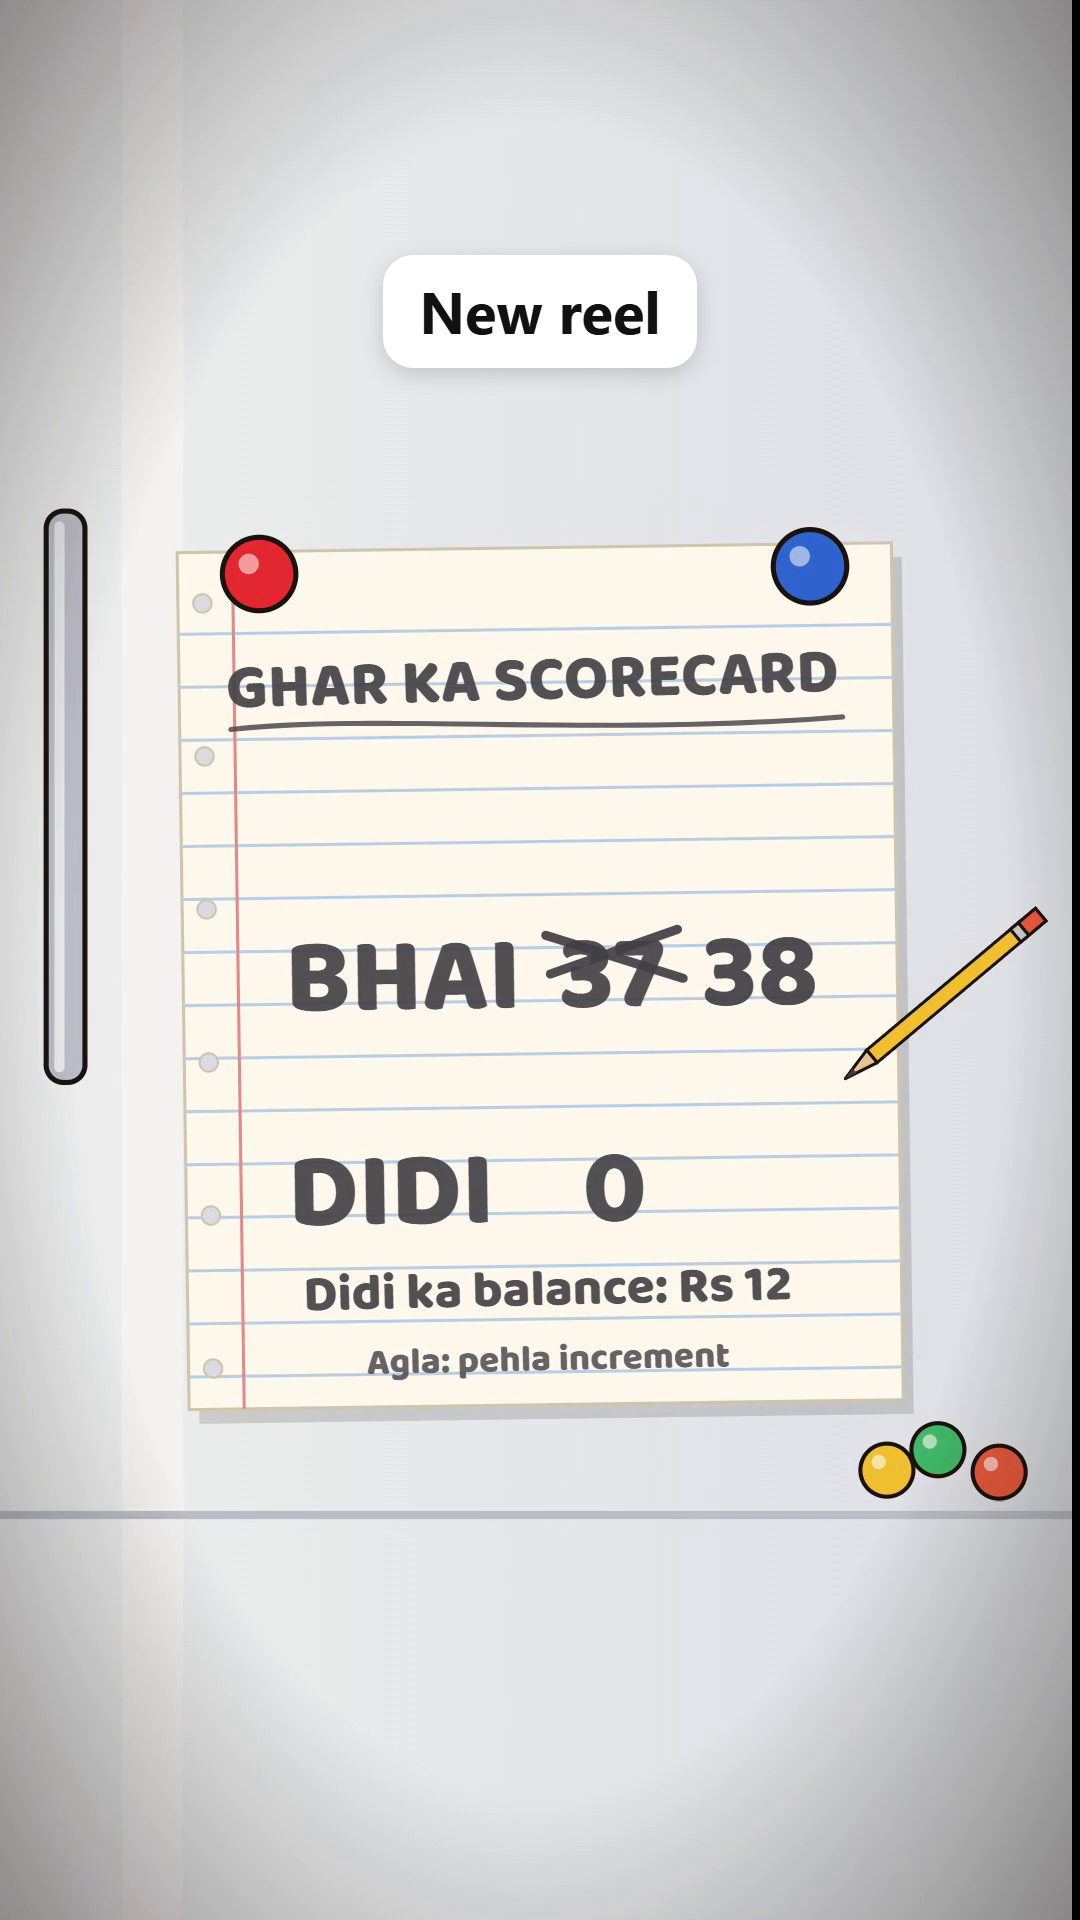 New reel
GHAR KA SCORECARD
BHAI 37 38
DIDI 0
Didi ka balance: Rs 12
Agla: pehla increment